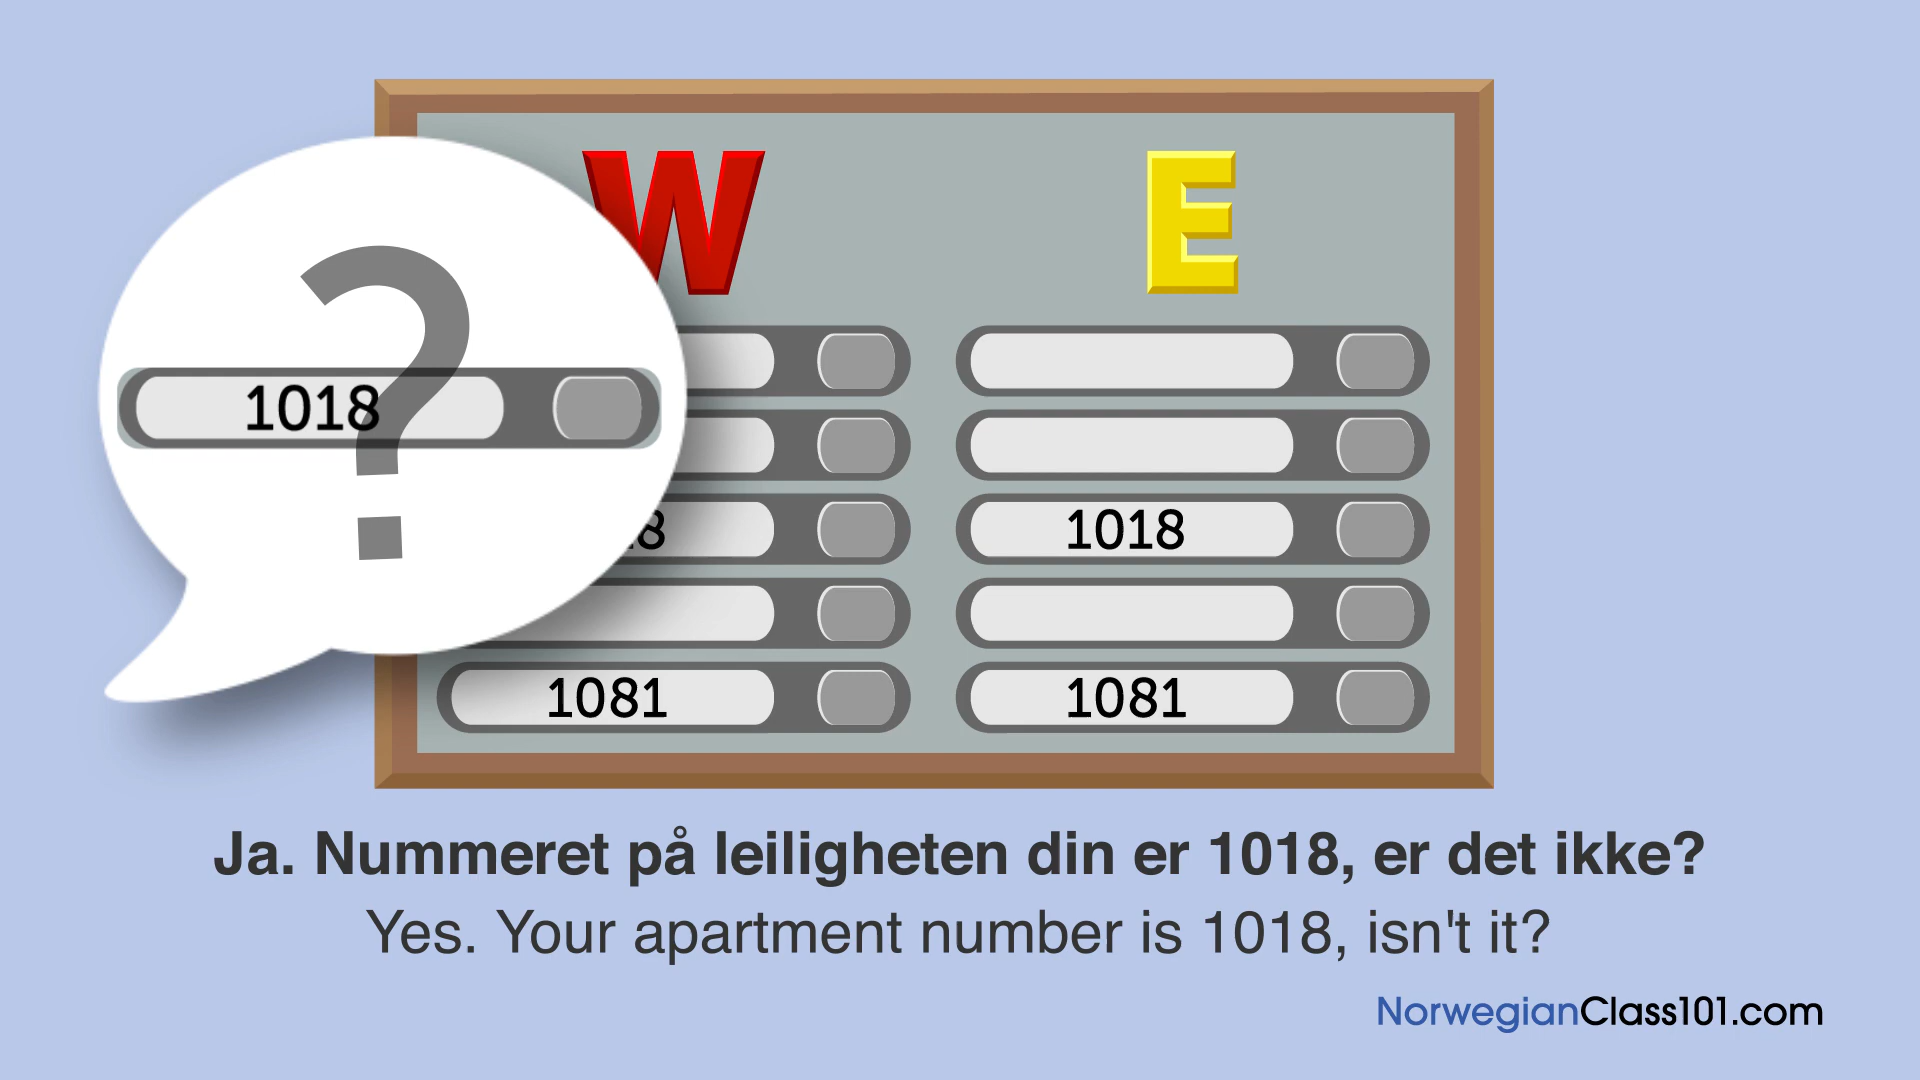 W
E
1018
?
1018
1081
1081
Ja. Nummeret på leiligheten din er 1018, er det ikke?
Yes. Your apartment number is 1018, isn't it?
NorwegianClass101.com